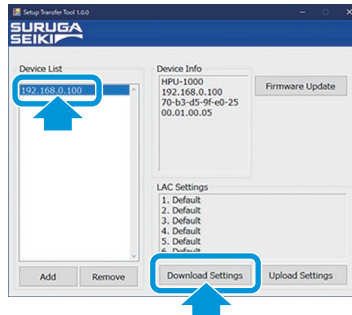 Setup Transfer Tool 1.0.0
SURUGA
SEIKI
Device List
192.168.0.100
Add
Remove
Device Info
HPU-1000
192.168.0.100
70-b3-d5-9f-e0-25
00.01.00.05
Firmware Update
LAC Settings
1. Default
2. Default
3. Default
4. Default
5. Default
6. Default
Download Settings
Upload Settings